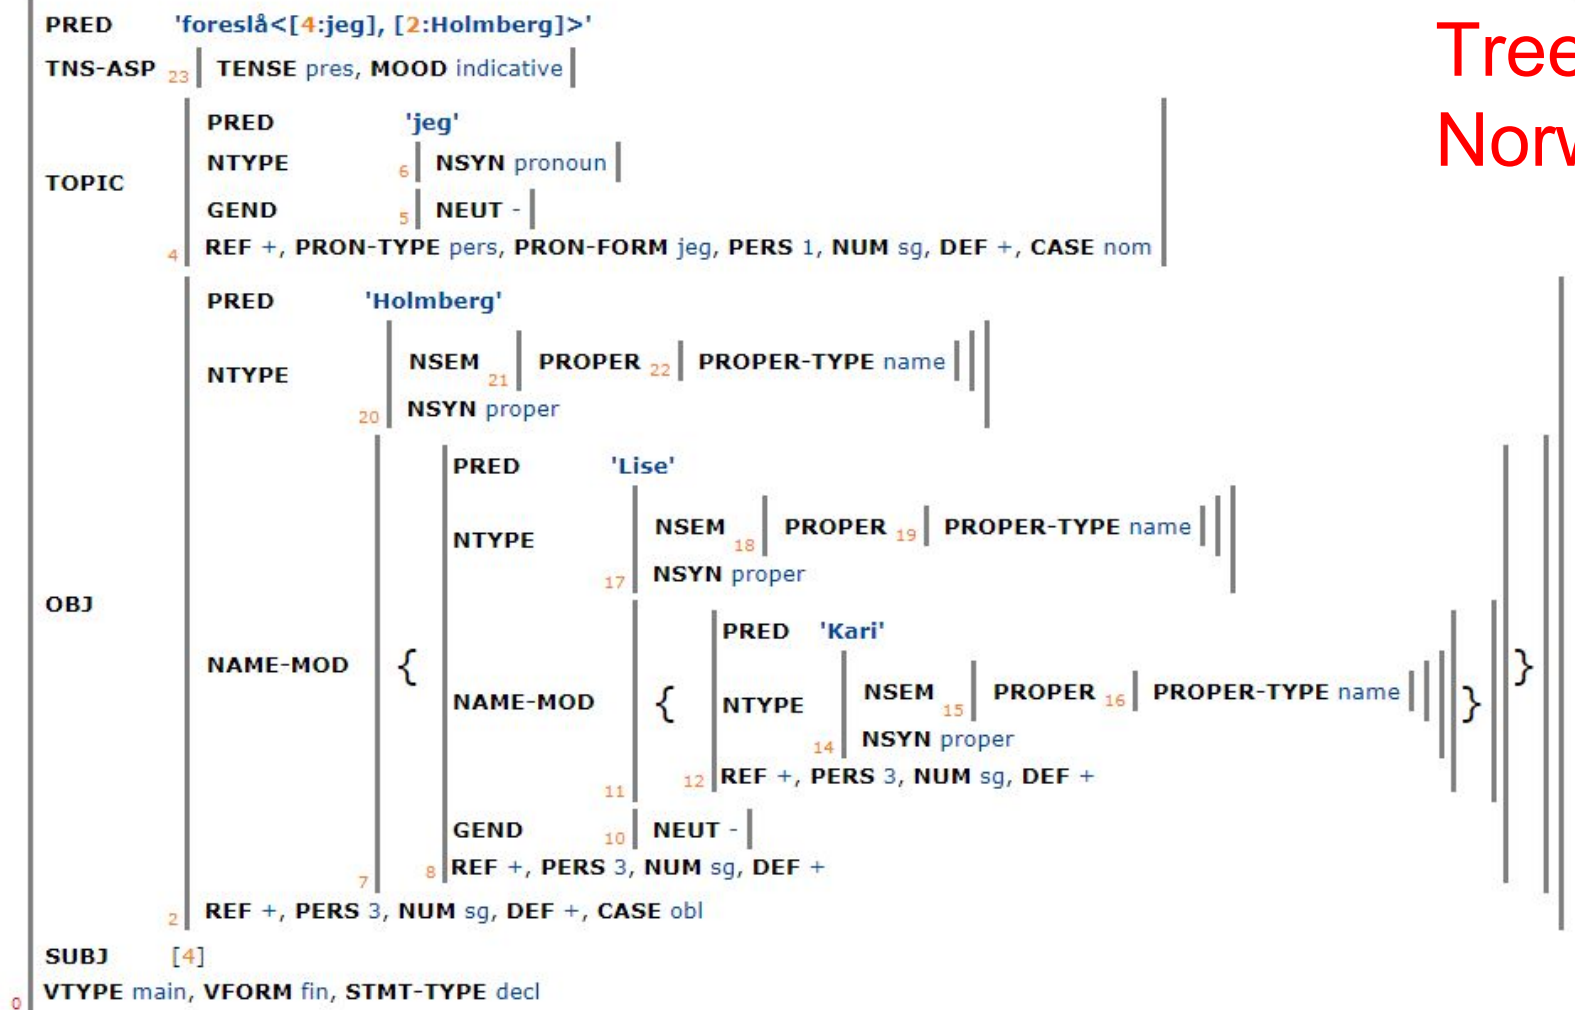 PRED 'foreslå<[4:jeg], [2:Holmberg]>'
Tree
TNS-ASP 23 TENSE pres, MOOD indicative
PRED 'jeg'
Norw
NTYPE 6 NSYN pronoun
TOPIC
GEND 5 NEUT -
4 REF +, PRON-TYPE pers, PRON-FORM jeg, PERS 1, NUM sg, DEF +, CASE nom
PRED 'Holmberg'
NSEM 21 PROPER 22 PROPER-TYPE name
NTYPE
20 NSYN proper
PRED 'Lise'
NSEM 18 PROPER 19 PROPER-TYPE name
NTYPE
17 NSYN proper
OBJ
PRED 'Kari'
NAME-MOD { }
NSEM 15 PROPER 16 PROPER-TYPE name
NAME-MOD { NTYPE }
14 NSYN proper
12 REF +, PERS 3, NUM sg, DEF +
11
GEND 10 NEUT -
8 REF +, PERS 3, NUM sg, DEF +
7
2 REF +, PERS 3, NUM sg, DEF +, CASE obl
SUBJ [4]
0 VTYPE main, VFORM fin, STMT-TYPE decl